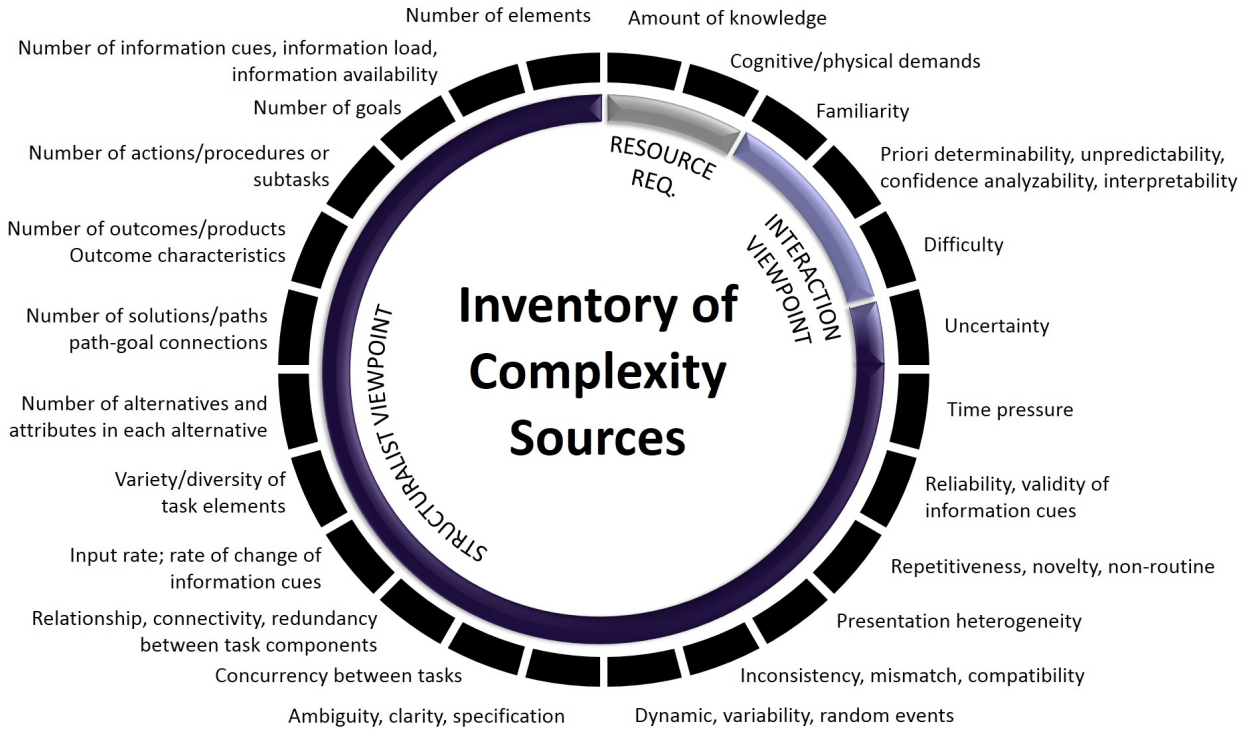 Number of elements
Amount of knowledge
Number of information cues, information load,
information availability
Cognitive/physical demands
Number of goals
Familiarity
Number of actions/procedures or
subtasks
Priori determinability, unpredictability,
confidence analyzability, interpretability
Number of outcomes/products
Outcome characteristics
Difficulty
Number of solutions/paths
path-goal connections
Uncertainty
Number of alternatives and
attributes in each alternative
Time pressure
Variety/diversity of
task elements
Reliability, validity of
information cues
Input rate; rate of change of
information cues
Repetitiveness, novelty, non-routine
Relationship, connectivity, redundancy
between task components
Presentation heterogeneity
Concurrency between tasks
Inconsistency, mismatch, compatibility
Ambiguity, clarity, specification
Dynamic, variability, random events
RESOURCE
REQ.
INTERACTION
VIEWPOINT
STRUCTURALIST VIEWPOINT
Inventory of
Complexity
Sources